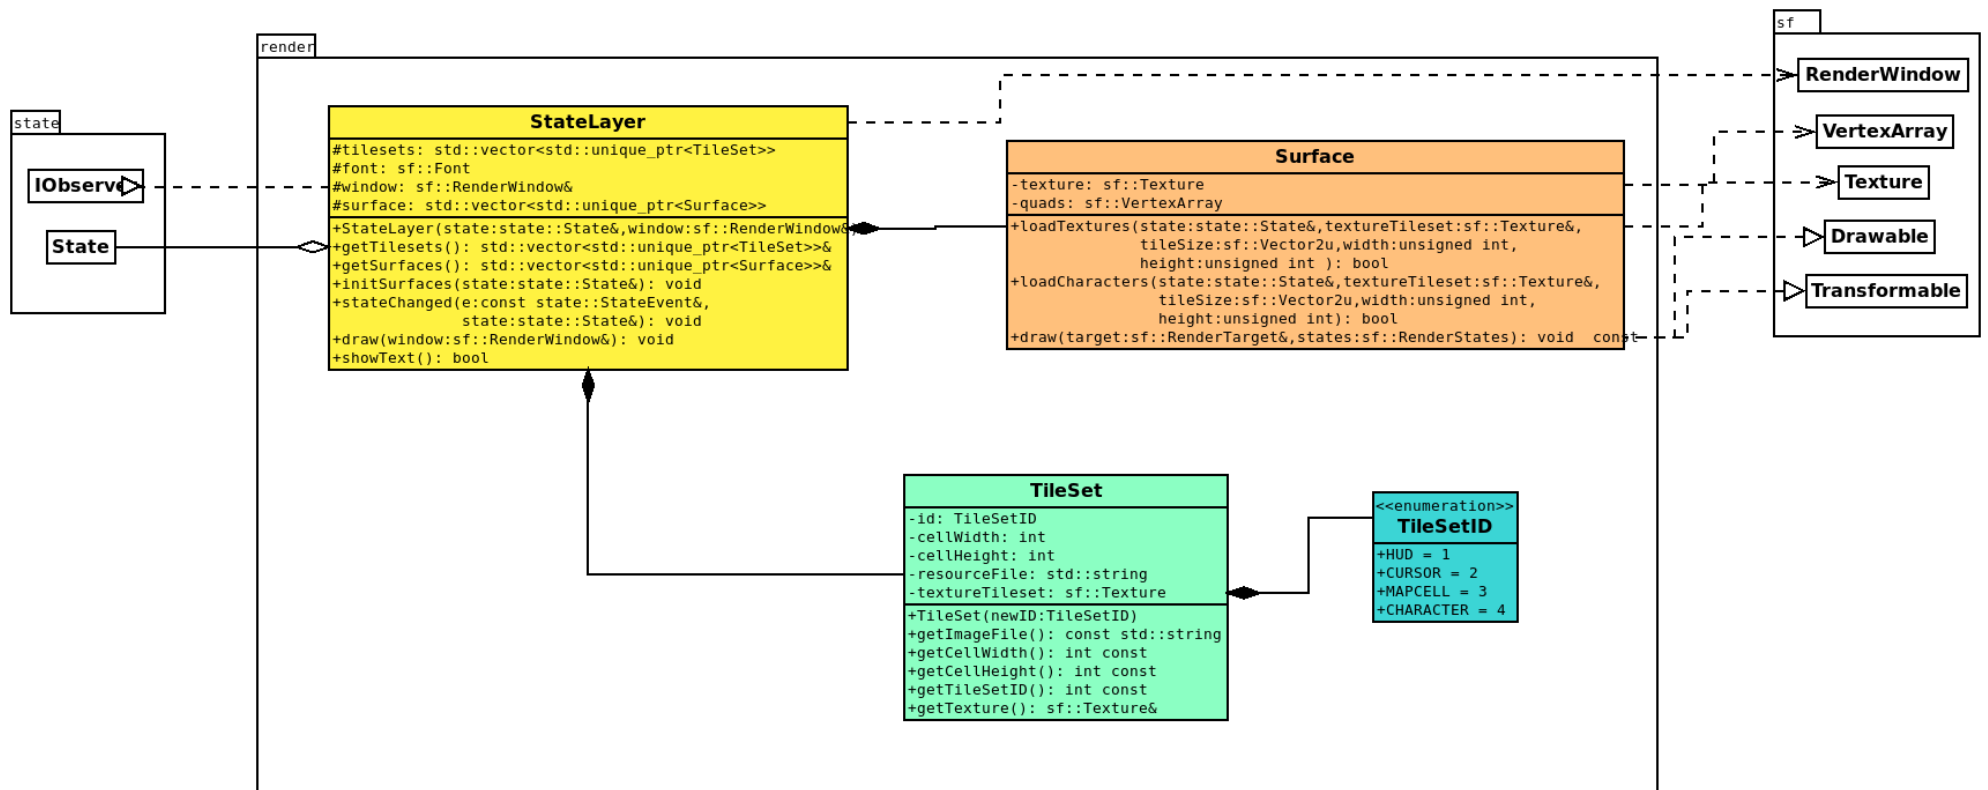 sf
render
RenderWindow
StateLayer
state
VertexArray
#tilesets: std::vector<std::unique_ptr<TileSet>>
#font: sf::Font
#window: sf::RenderWindow&
#surface: std::vector<std::unique_ptr<Surface>>
Surface
IObserve
-texture: sf::Texture
-quads: sf::VertexArray
Texture
+StateLayer(state:state::State&,window:sf::RenderWindow&)
+getTilesets(): std::vector<std::unique_ptr<TileSet>>&
+getSurfaces(): std::vector<std::unique_ptr<Surface>>&
+initSurfaces(state:state::State&): void
+stateChanged(e:const state::StateEvent&,
state:state::State&): void
+draw(window:sf::RenderWindow&): void
+showText(): bool
State
+loadTextures(state:state::State&,textureTileset:sf::Texture&,
tileSize:sf::Vector2u,width:unsigned int,
height:unsigned int ): bool
+loadCharacters(state:state::State&,textureTileset:sf::Texture&,
tileSize:sf::Vector2u,width:unsigned int,
height:unsigned int): bool
+draw(target:sf::RenderTarget&,states:sf::RenderStates): void const
Drawable
Transformable
TileSet
-id: TileSetID
-cellWidth: int
-cellHeight: int
-resourceFile: std::string
-textureTileset: sf::Texture
+TileSet(newID:TileSetID)
+getImageFile(): const std::string
+getCellWidth(): int const
+getCellHeight(): int const
+getTileSetID(): int const
+getTexture(): sf::Texture&
<<enumeration>>
TileSetID
+HUD = 1
+CURSOR = 2
+MAPCELL = 3
+CHARACTER = 4